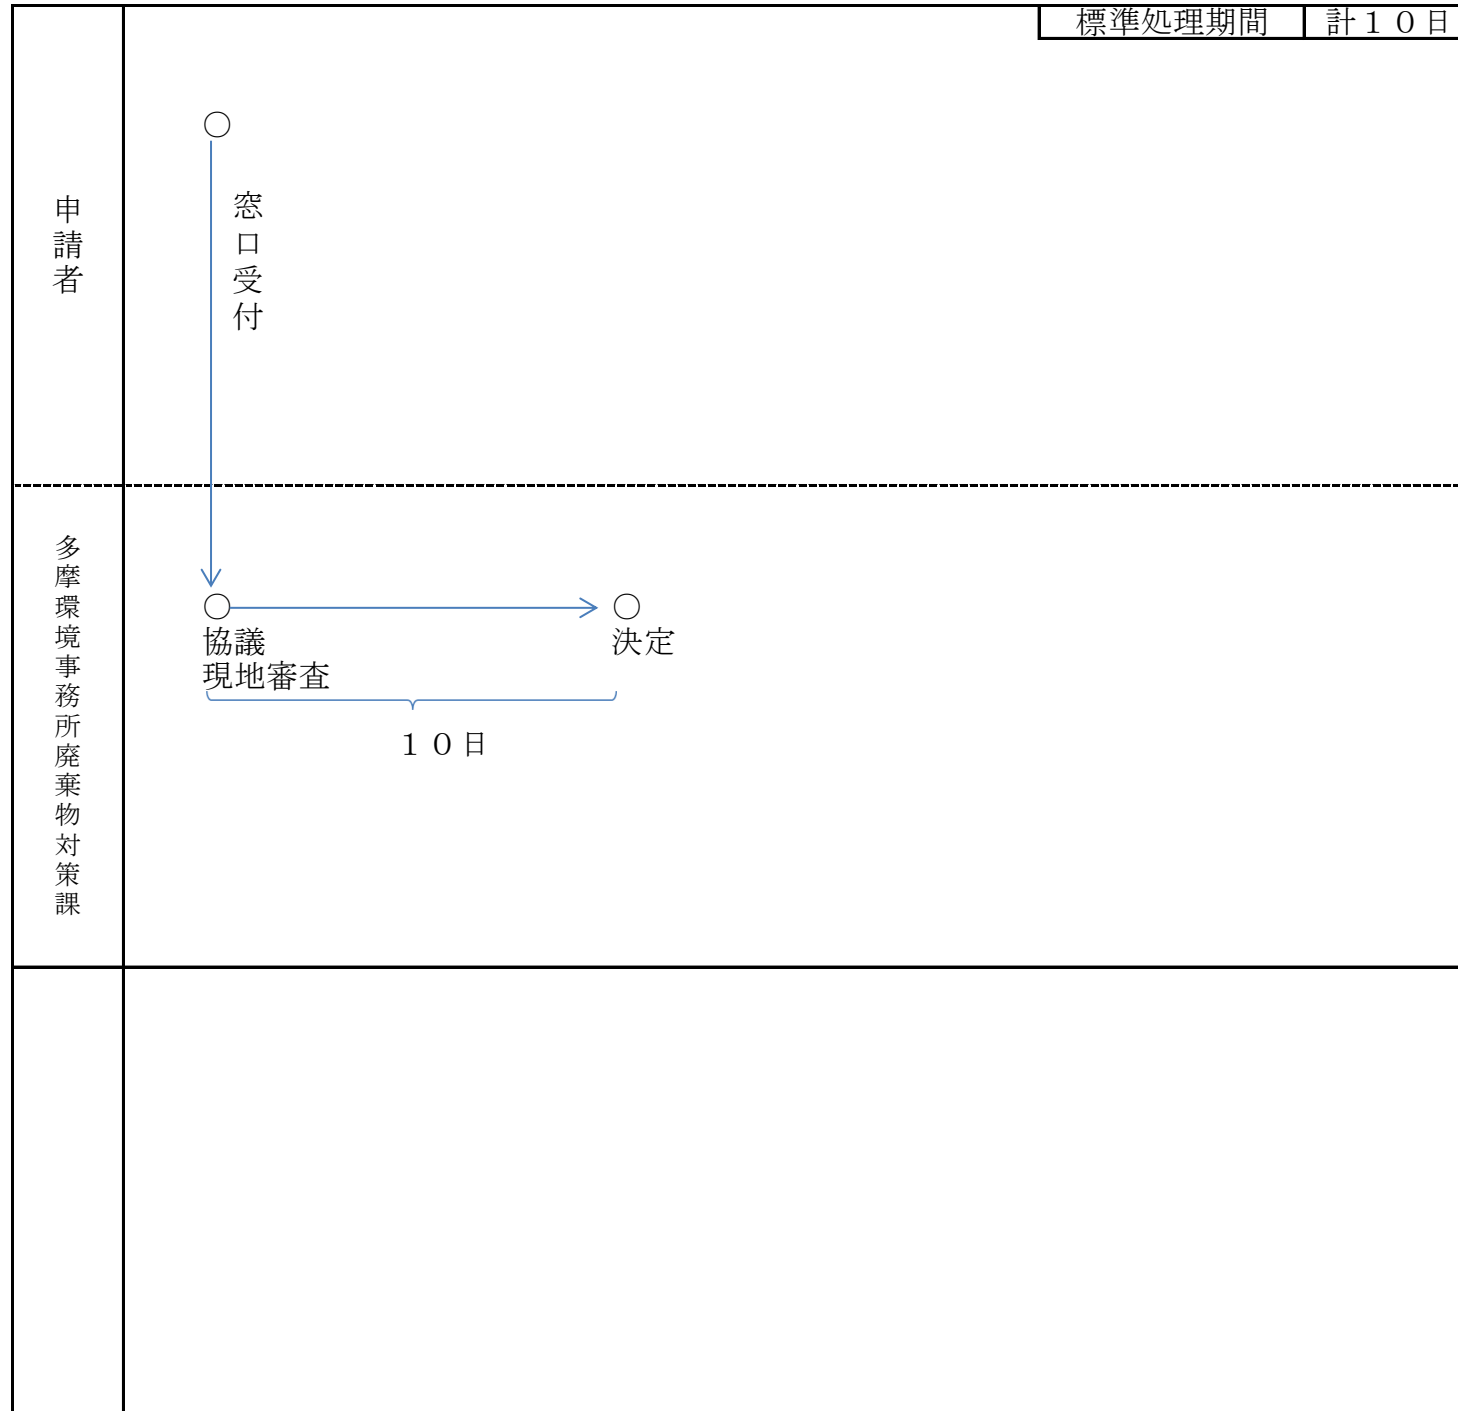 標準処理期間 計１０日
申請者
窓口受付
多摩環境事務所廃棄物対策課
協議
現地審査
決定
１０日